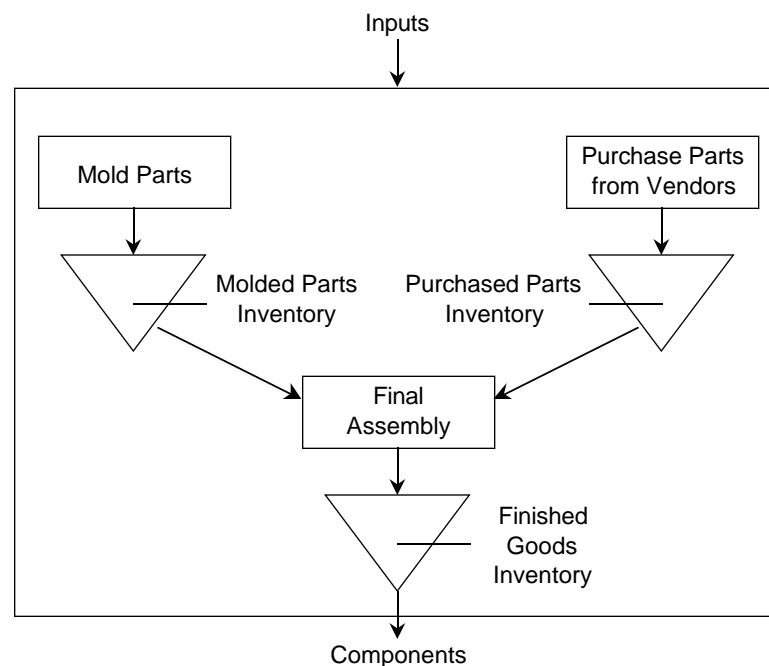 Inputs
Mold Parts
Purchase Parts
from Vendors
Molded Parts
Inventory
Purchased Parts
Inventory
Final
Assembly
Finished
Goods
Inventory
Components